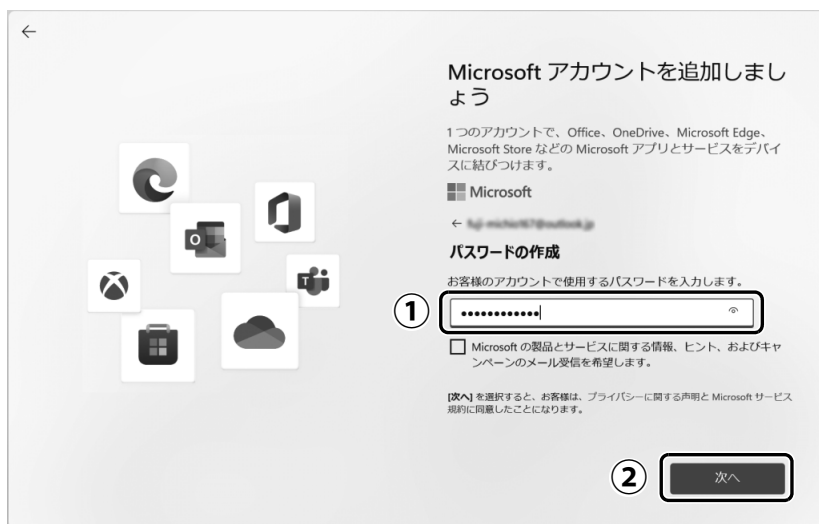 ←
Microsoft アカウントを追加しまし
ょう
1 つのアカウントで、Office、OneDrive、Microsoft Edge、
Microsoft Store などの Microsoft アプリとサービスをデバイ
スに結びつけます。
Microsoft
←
パスワードの作成
お客様のアカウントで使用するパスワードを入力します。
① ••••••••••••
Microsoft の製品とサービスに関する情報、ヒント、およびキャ
ンペーンのメール受信を希望します。
[次へ] を選択すると、お客様は、プライバシーに関する声明と Microsoft サービス
規約に同意したことになります。
② 次へ